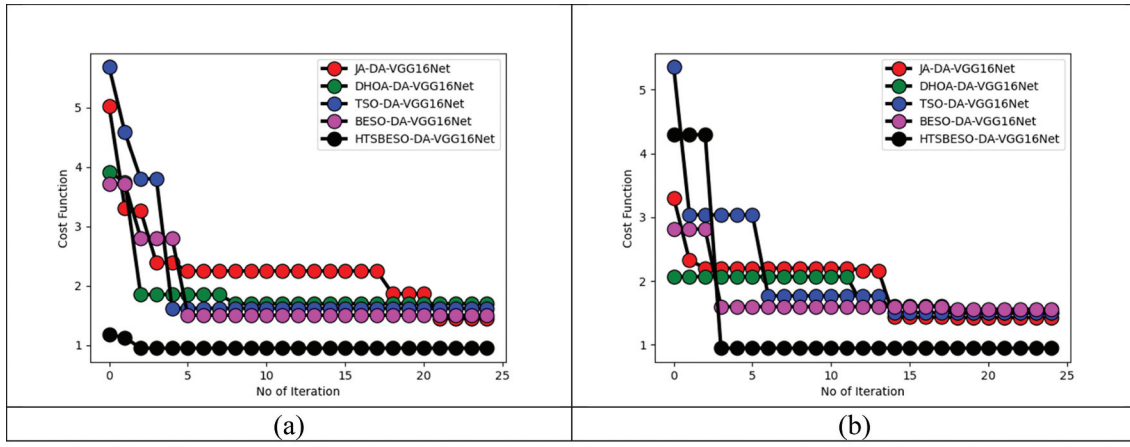 JA-DA-VGG16Net
DHOA-DA-VGG16Net
TSO-DA-VGG16Net
BESO-DA-VGG16Net
HTSBESO-DA-VGG16Net
Cost Function
5
4
3
2
1
0 5 10 15 20 25
No of Iteration
(a)
JA-DA-VGG16Net
DHOA-DA-VGG16Net
TSO-DA-VGG16Net
BESO-DA-VGG16Net
HTSBESO-DA-VGG16Net
Cost Function
5
4
3
2
1
0 5 10 15 20 25
No of Iteration
(b)